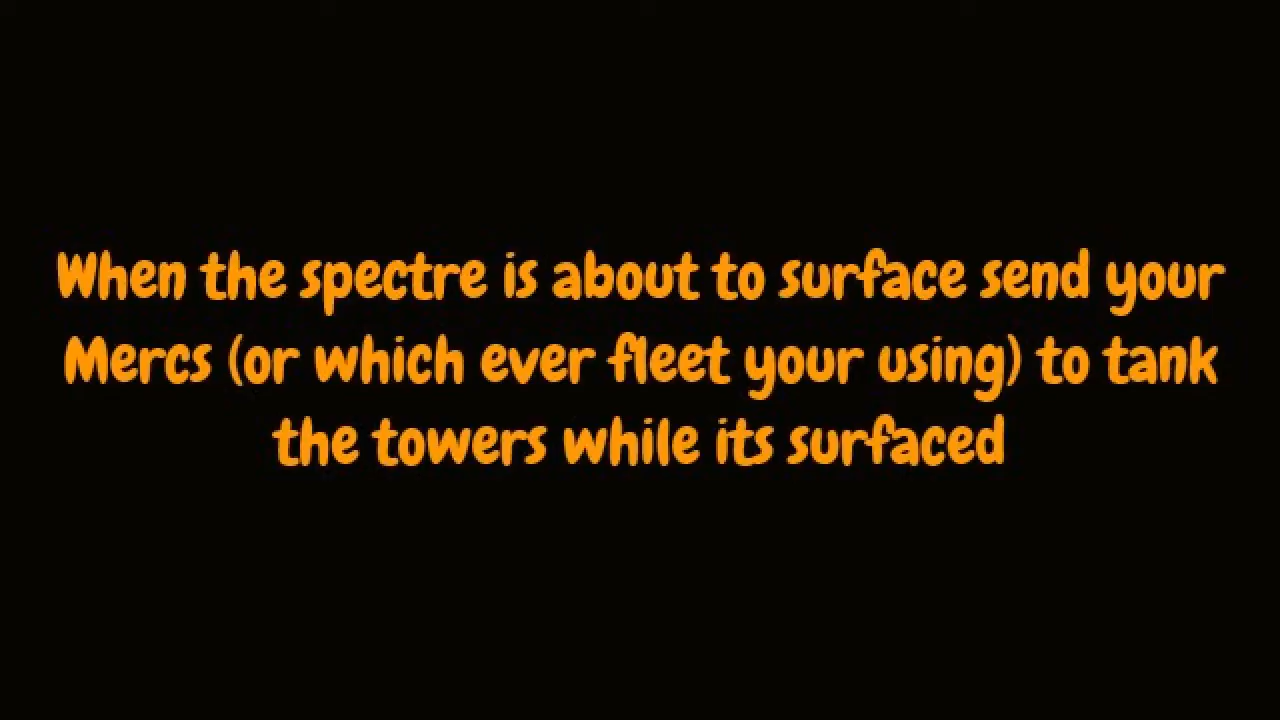 When the spectre is about to surface send your
Mercs (or which ever fleet your using) to tank
the towers while its surfaced